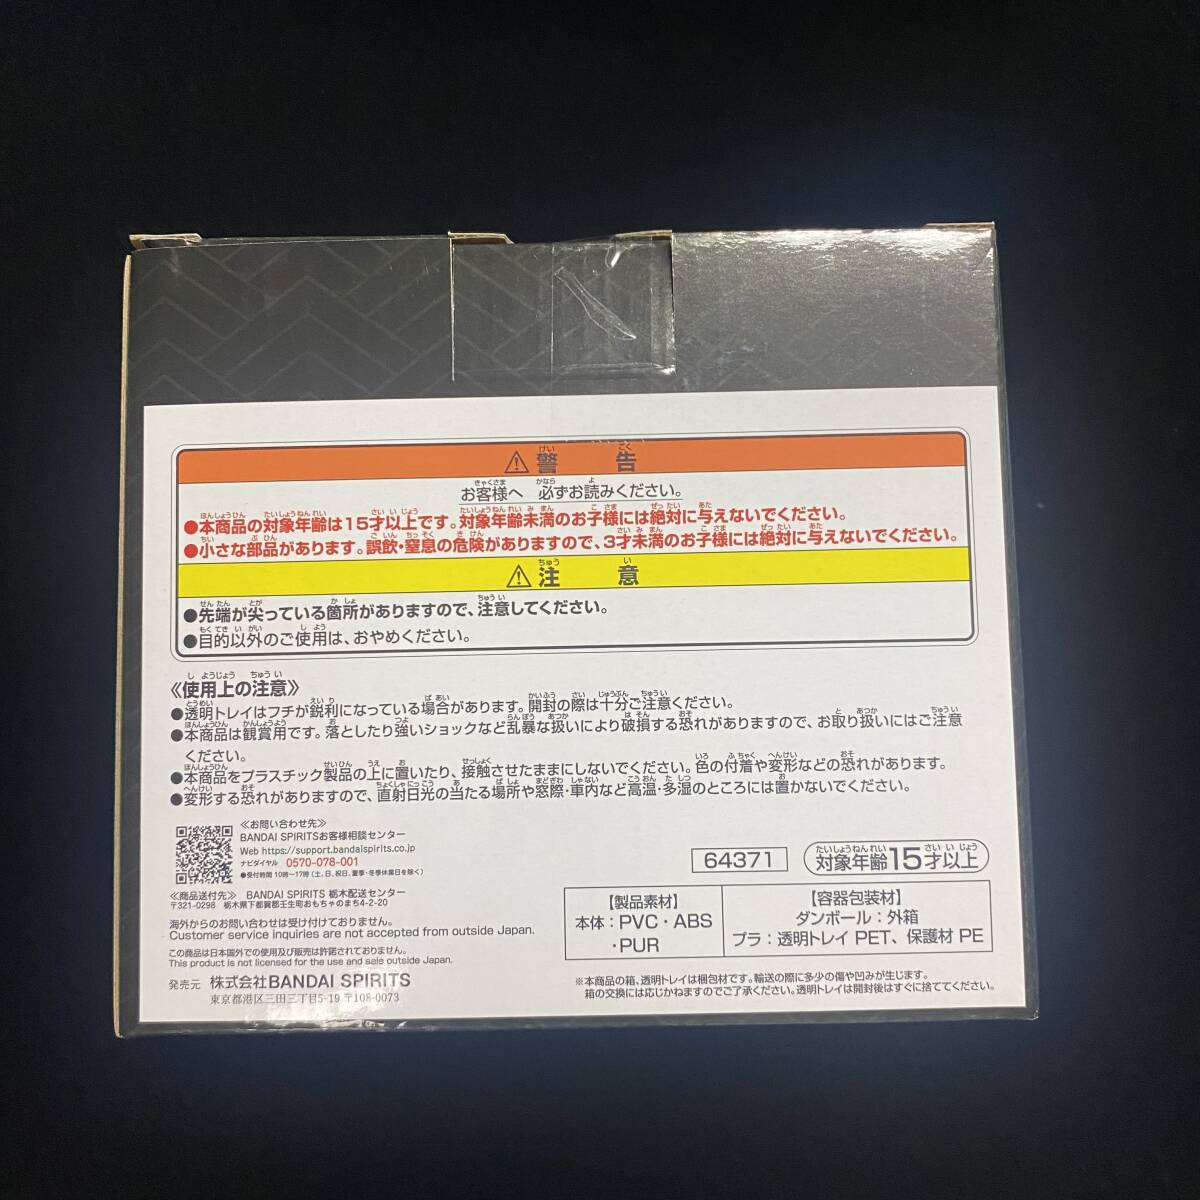 警告
お客様へ 必ずお読みください。
●本商品の対象年齢は15才以上です。対象年齢未満のお子様には絶対に与えないでください。
●小さな部品があります。誤飲・窒息の危険がありますので、3才未満のお子様には絶対に与えないでください。
注意
●先端が尖っている箇所がありますので、注意してください。
●目的以外のご使用は、おやめください。
《使用上の注意》
●透明トレイはフチが鋭利になっている場合があります。開封の際は十分ご注意ください。
●本商品は観賞用です。落としたり強いショックなど乱暴な扱いにより破損する恐れがありますので、お取り扱いにはご注意
ください。
●本商品をプラスチック製品の上に置いたり、接触させたままにしないでください。色の付着や変形などの恐れがあります。
●変形する恐れがありますので、直射日光の当たる場所や窓際・車内など高温・多湿のところには置かないでください。
≪お問い合わせ先≫
BANDAI SPIRITSお客様相談センター
Web https://support.bandaispirits.co.jp
ナビダイヤル 0570-078-001
●受付時間 10時〜17時(土、日、祝日、夏季・冬季休業日を除く)
≪商品送付先≫ BANDAI SPIRITS 栃木配送センター
〒321-0298 栃木県下都賀郡壬生町おもちゃのまち4-2-20
海外からのお問い合わせは受け付けておりません。
Customer service inquiries are not accepted from outside Japan.
この商品は日本国外での使用及び販売は許諾されておりません。
This product is not licensed for the use and sale outside Japan.
発売元 株式会社BANDAI SPIRITS
東京都港区三田三丁目5-19 〒108-0073
64371
対象年齢15才以上
【製品素材】
本体:PVC・ABS
・PUR
【容器包装材】
ダンボール:外箱
プラ:透明トレイ PET、保護材 PE
※本商品の箱、透明トレイは梱包材です。輸送の際に多少の傷や凹みが生じます。
箱の交換には応じかねますのでご了承ください。透明トレイは開封後はすぐに捨ててください。